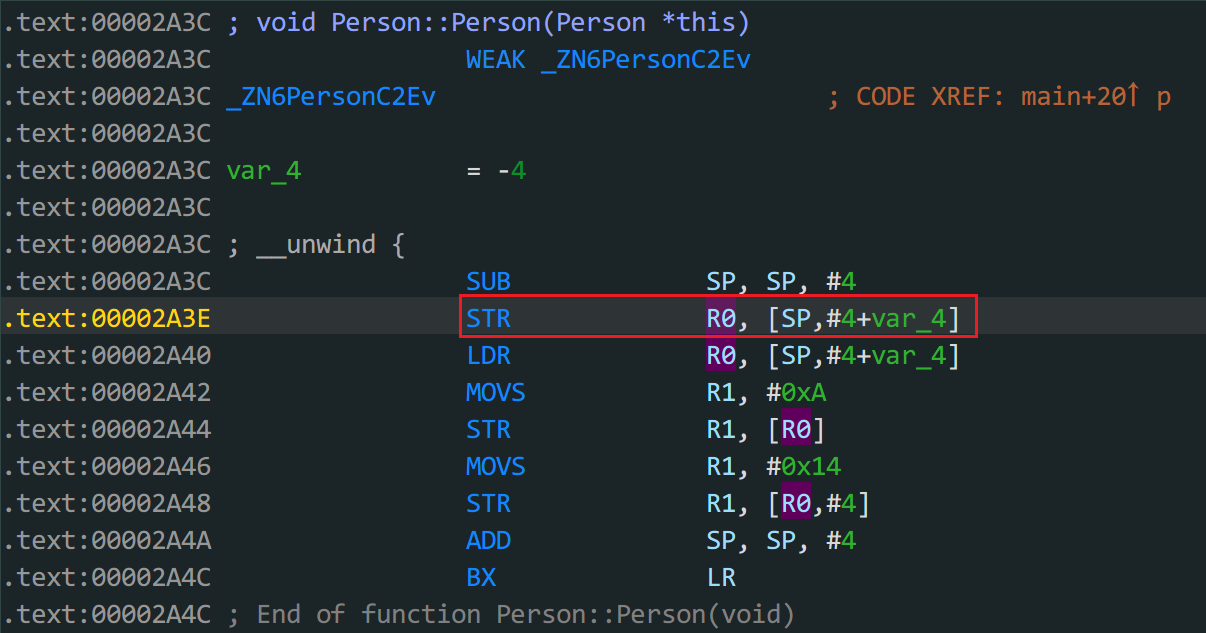 .text:00002A3C ; void Person::Person(Person *this)
.text:00002A3C                 WEAK _ZN6PersonC2Ev
.text:00002A3C _ZN6PersonC2Ev                          ; CODE XREF: main+20↑ p
.text:00002A3C
.text:00002A3C var_4           = -4
.text:00002A3C
.text:00002A3C ; __unwind {
.text:00002A3C                 SUB             SP, SP, #4
.text:00002A3E                 STR             R0, [SP,#4+var_4]
.text:00002A40                 LDR             R0, [SP,#4+var_4]
.text:00002A42                 MOVS            R1, #0xA
.text:00002A44                 STR             R1, [R0]
.text:00002A46                 MOVS            R1, #0x14
.text:00002A48                 STR             R1, [R0,#4]
.text:00002A4A                 ADD             SP, SP, #4
.text:00002A4C                 BX              LR
.text:00002A4C ; End of function Person::Person(void)